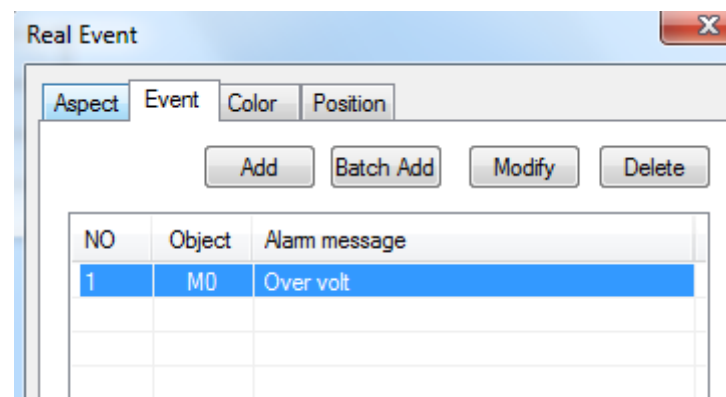 Real Event
Aspect Event Color Position
Add Batch Add Modify Delete
NO Object Alarm message
1 M0 Over volt